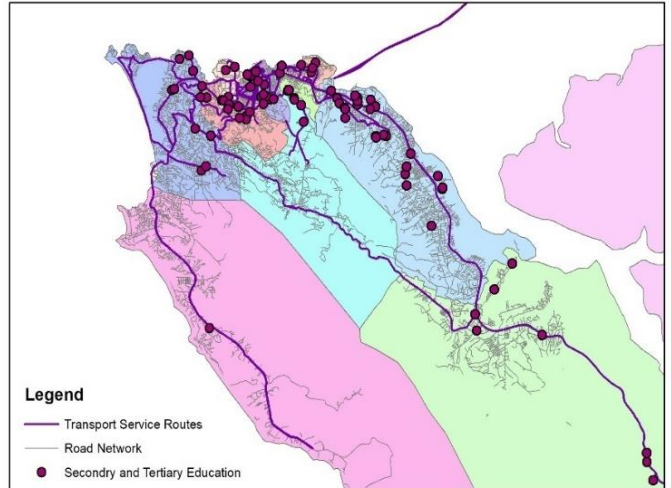 Legend
Transport Service Routes
Road Network
Secondry and Tertiary Education